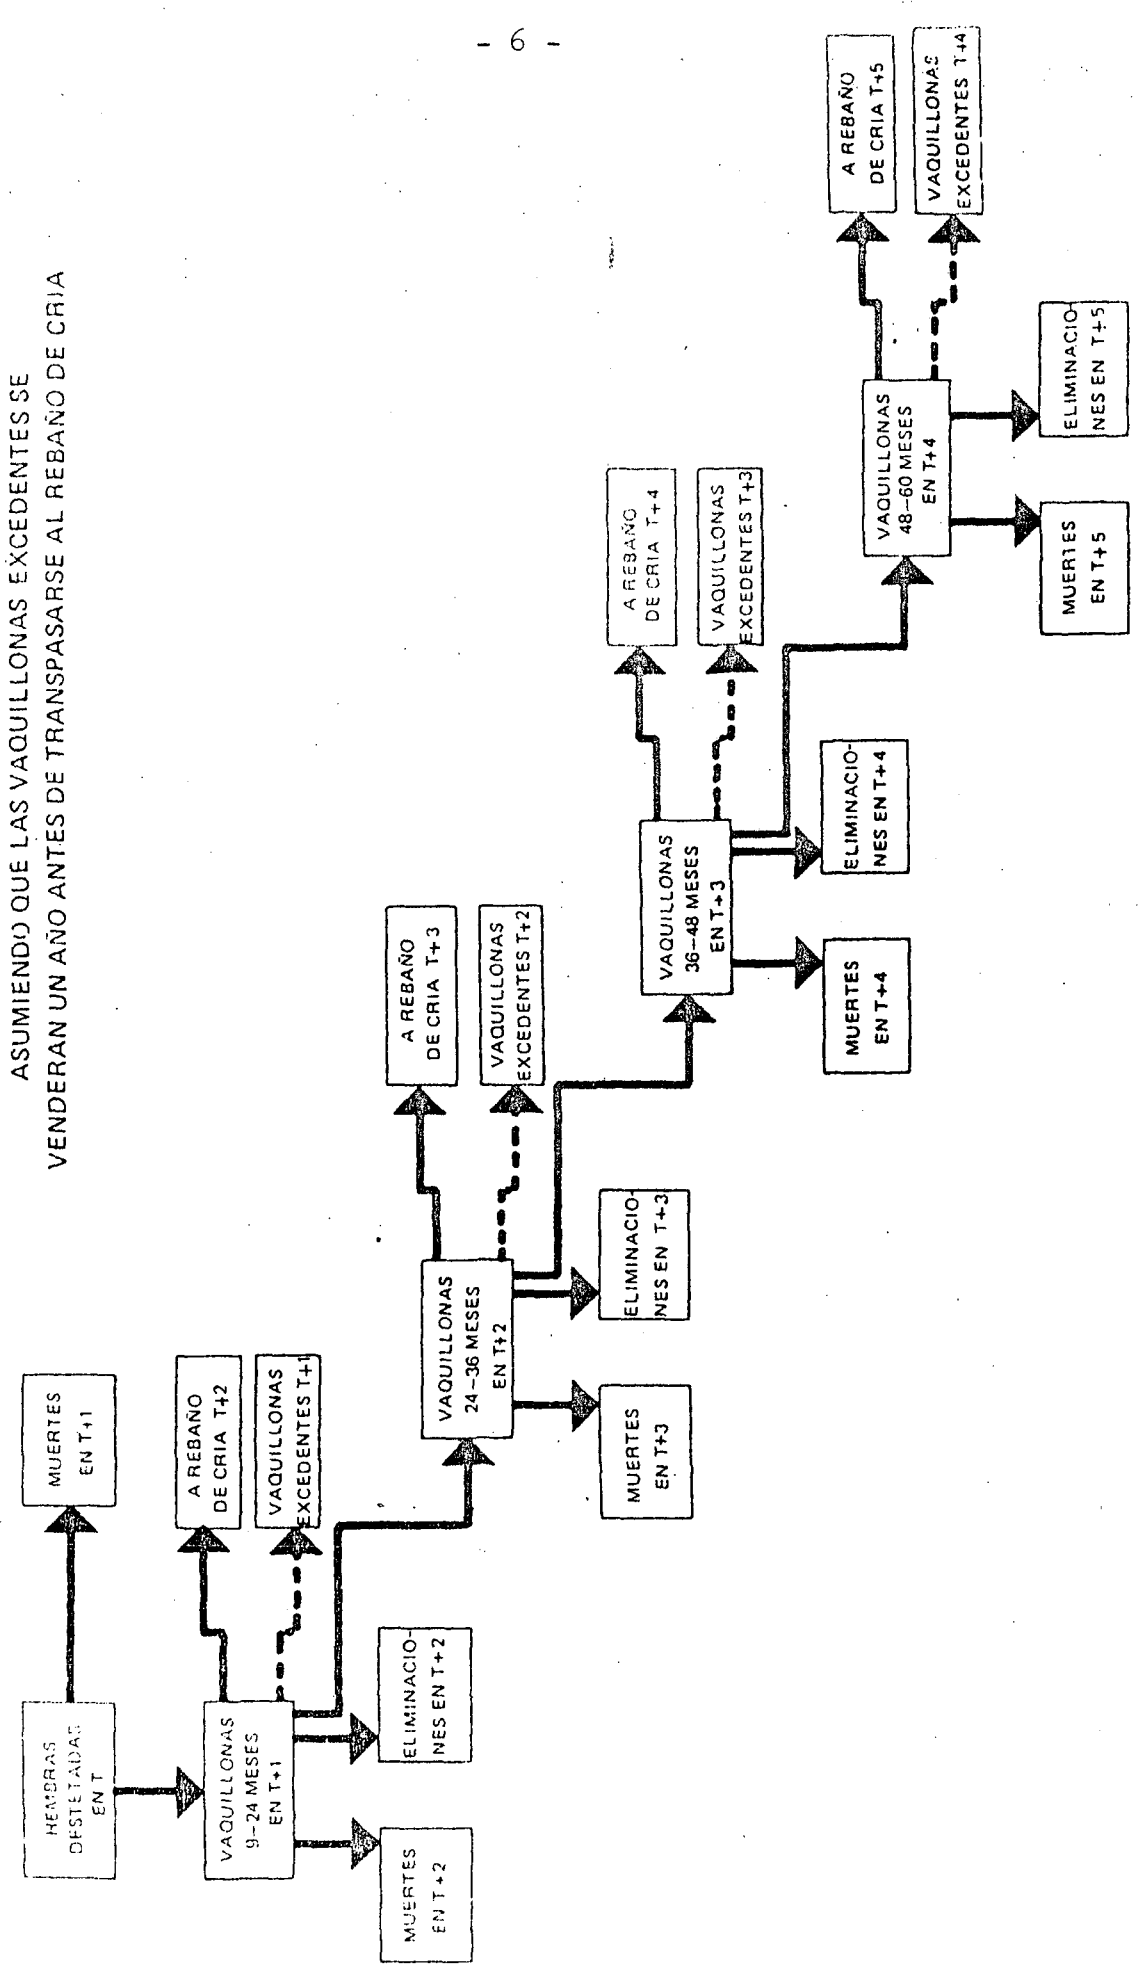 - 6 -
ASUMIENDO QUE LAS VAQUILLONAS EXCEDENTES SE
VENDERAN UN AÑO ANTES DE TRANSPASARSE AL REBAÑO DE CRIA
HEMBRAS
DESTETADAS
EN T
MUERTES
EN T+1
VAQUILLONAS
9-24 MESES
EN T+1
A REBAÑO
DE CRIA T+2
VAQUILLONAS
EXCEDENTES T+1
MUERTES
EN T+2
ELIMINACIO-
NES EN T+2
VAQUILLONAS
24-36 MESES
EN T+2
A REBAÑO
DE CRIA T+3
VAQUILLONAS
EXCEDENTES T+2
MUERTES
EN T+3
ELIMINACIO-
NES EN T+3
VAQUILLONAS
36-48 MESES
EN T+3
A REBAÑO
DE CRIA T+4
VAQUILLONAS
EXCEDENTES T+3
MUERTES
EN T+4
ELIMINACIO-
NES EN T+4
VAQUILLONAS
48-60 MESES
EN T+4
A REBAÑO
DE CRIA T+5
VAQUILLONAS
EXCEDENTES T+4
MUERTES
EN T+5
ELIMINACIO-
NES EN T+5